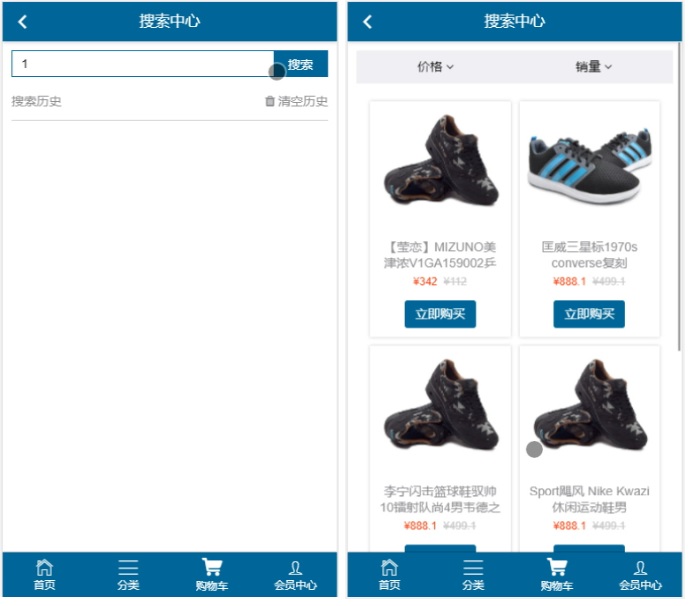 搜索中心
1
搜索
搜索历史
清空历史
首页
分类
购物车
会员中心
搜索中心
价格
销量
【莹恋】MIZUNO美
津浓V1GA159002乒
¥342 ¥112
立即购买
匡威三星标1970s
converse复刻
¥888.1 ¥499.1
立即购买
李宁闪击篮球鞋驭帅
10镭射队尚4男韦德之
¥888.1 ¥499.1
Sport飓风 Nike Kwazi
休闲运动鞋男
¥888.1 ¥499.1
首页
分类
购物车
会员中心